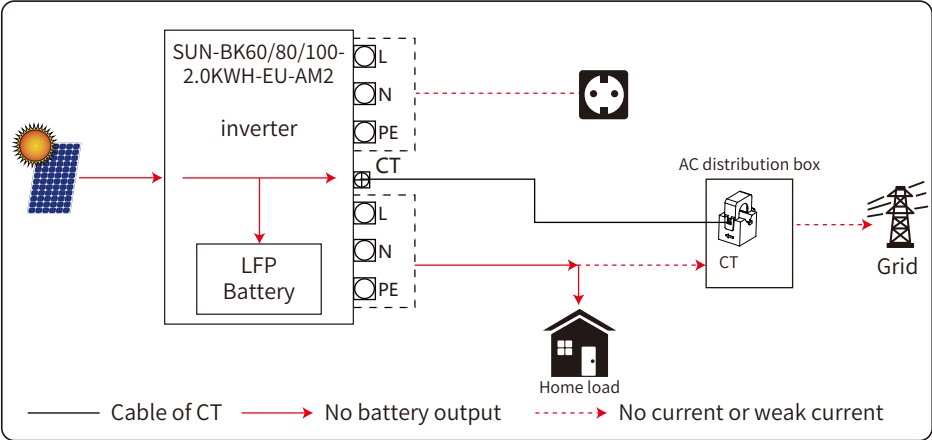 SUN-BK60/80/100-
2.0KWH-EU-AM2
inverter
LFP
Battery
L
N
PE
CT
L
N
PE
AC distribution box
CT
Grid
Home load
Cable of CT
No battery output
No current or weak current